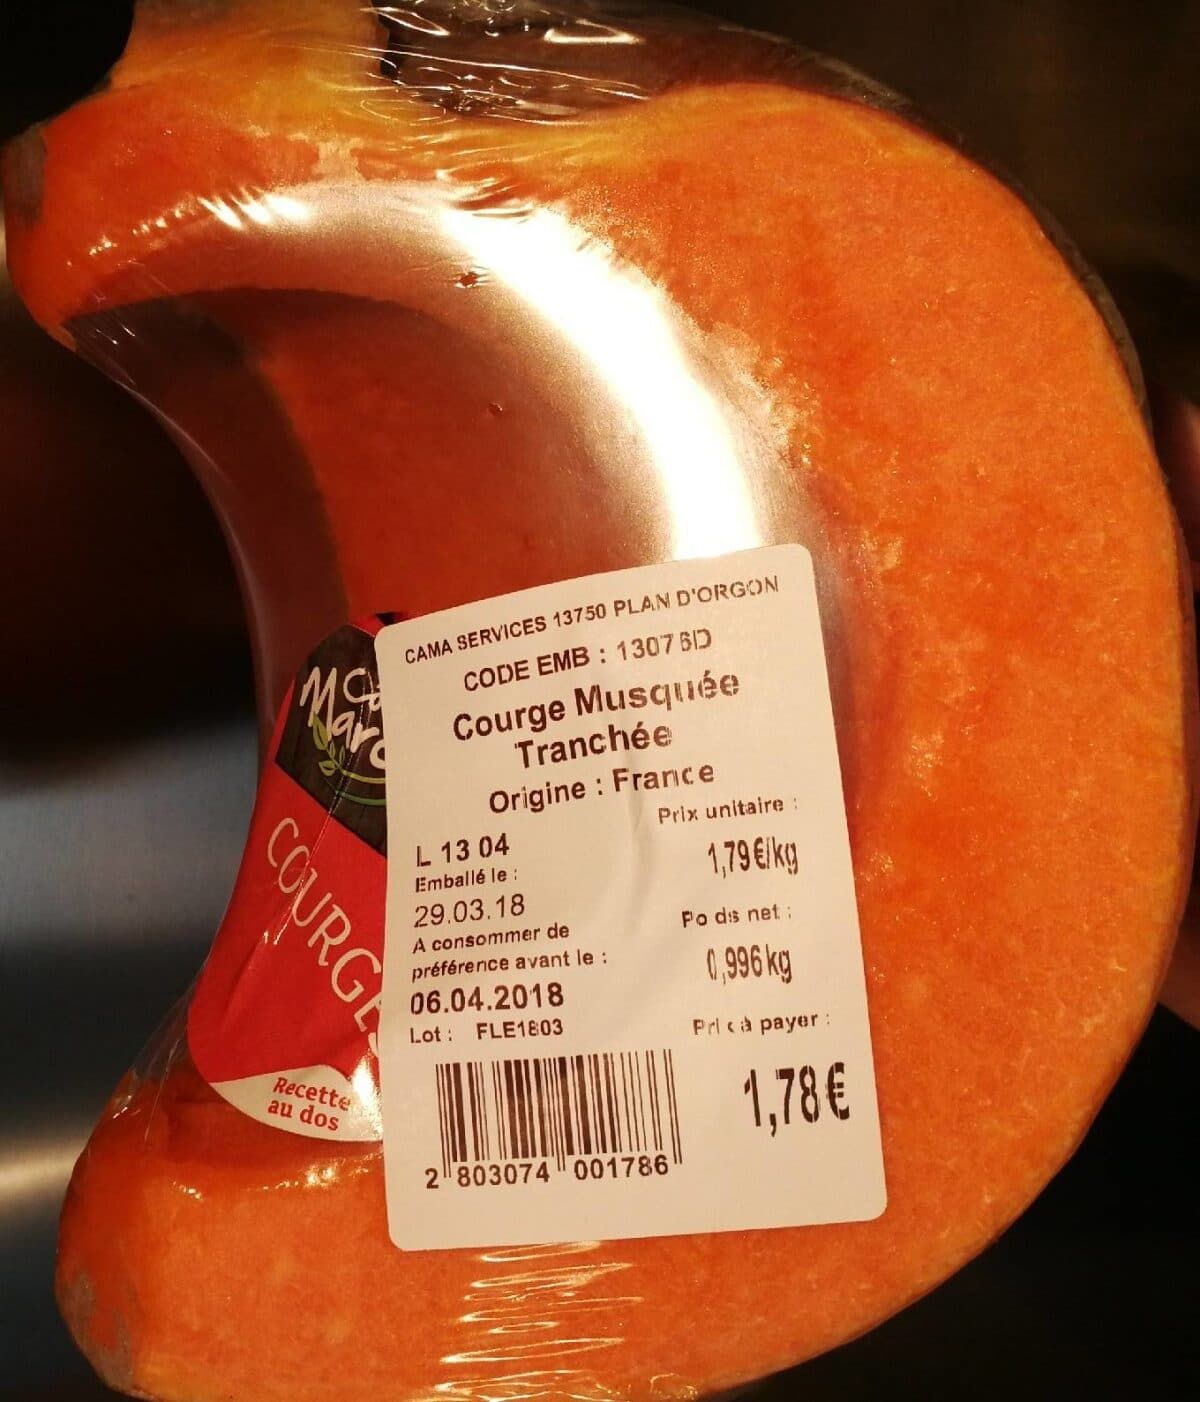 CAMA SERVICES 13750 PLAN D'ORGON
CODE EMB : 13076D
Courge Musquée
Tranchée
Origine : France
L 13 04
Emballé le :
29.03.18
A consommer de
préférence avant le :
06.04.2018
Lot : FLE1803
Prix unitaire :
1,79 €/kg
Poids net :
0,996 kg
Prix à payer :
1,78 €
2 803074 001786
COURGES
Recette
au dos